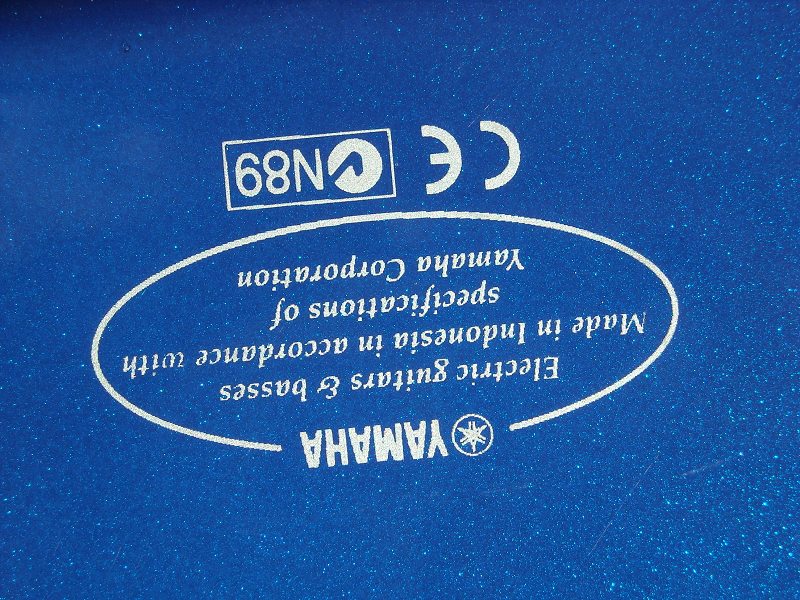 YAMAHA
Electric guitars & basses
Made in Indonesia in accordance with
specifications of
Yamaha Corporation
CE N89